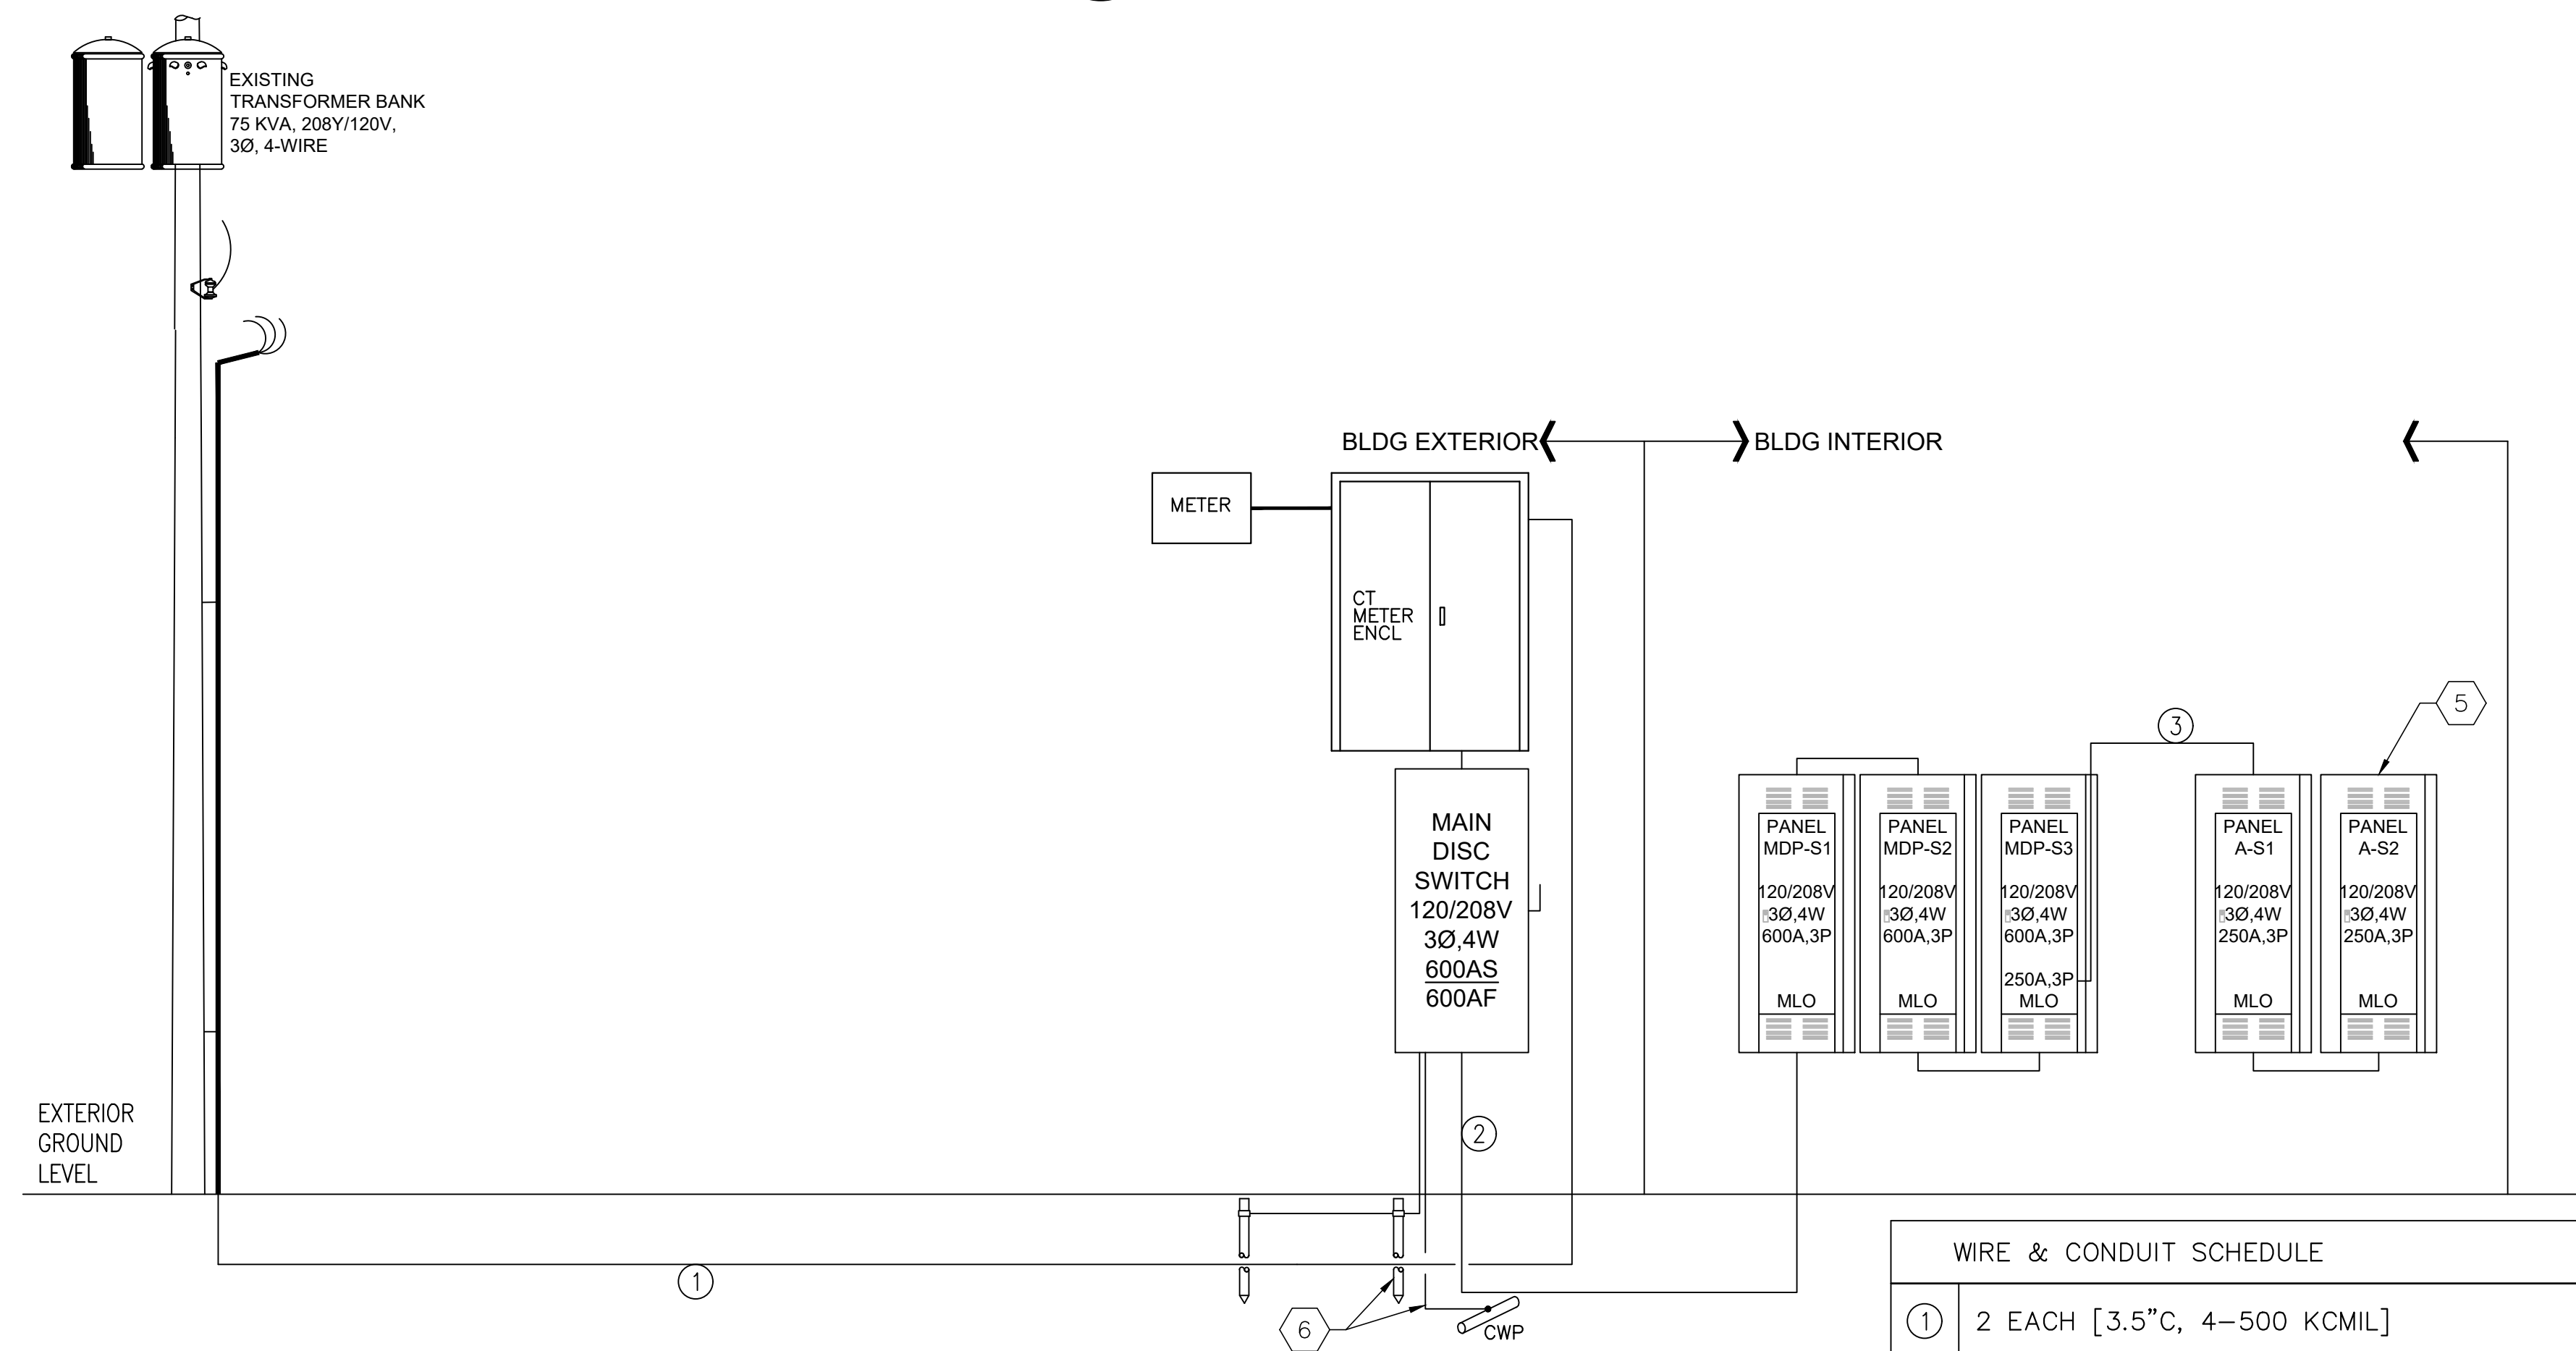 EXISTING
TRANSFORMER BANK
75 KVA, 208Y/120V,
3Ø, 4-WIRE
BLDG EXTERIOR
BLDG INTERIOR
METER
CT
METER
ENCL
MAIN
DISC
SWITCH
120/208V
3Ø,4W
600AS
600AF
PANEL
MDP-S1
120/208V
3Ø,4W
600A,3P
MLO
PANEL
MDP-S2
120/208V
3Ø,4W
600A,3P
MLO
PANEL
MDP-S3
120/208V
3Ø,4W
600A,3P
250A,3P
MLO
3
PANEL
A-S1
120/208V
3Ø,4W
250A,3P
MLO
5
PANEL
A-S2
120/208V
3Ø,4W
250A,3P
MLO
EXTERIOR
GROUND
LEVEL
2
1
6
CWP
WIRE & CONDUIT SCHEDULE
1 2 EACH [3.5"C, 4-500 KCMIL]